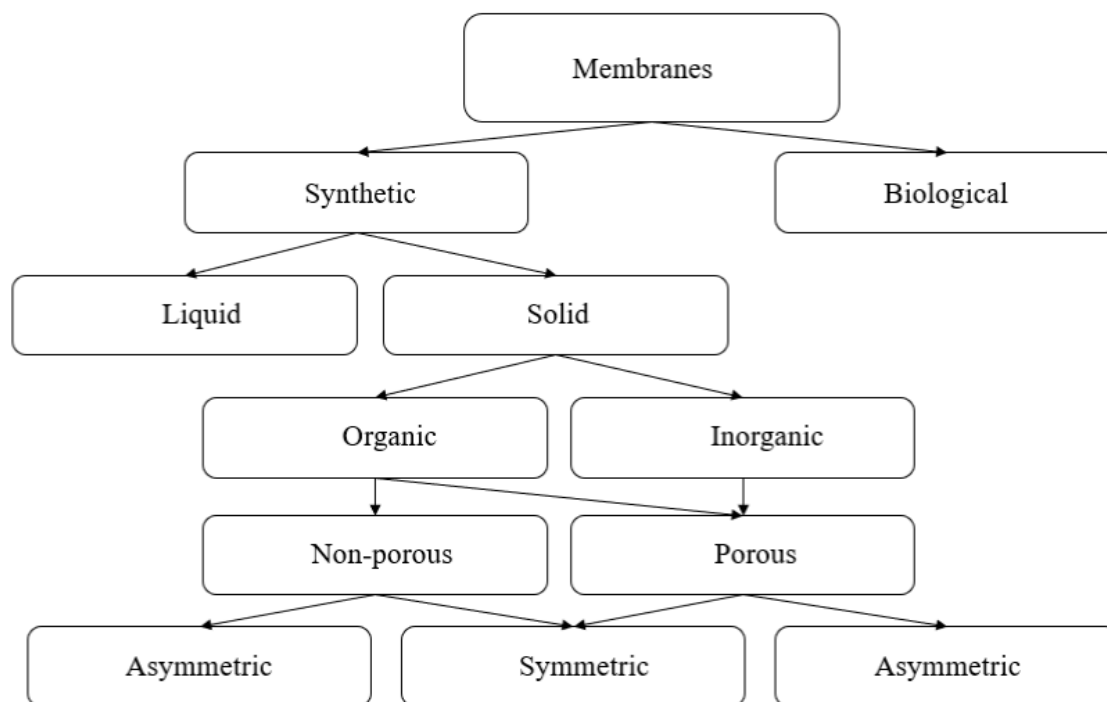 Membranes
Synthetic
Biological
Liquid
Solid
Organic
Inorganic
Non-porous
Porous
Asymmetric
Symmetric
Asymmetric